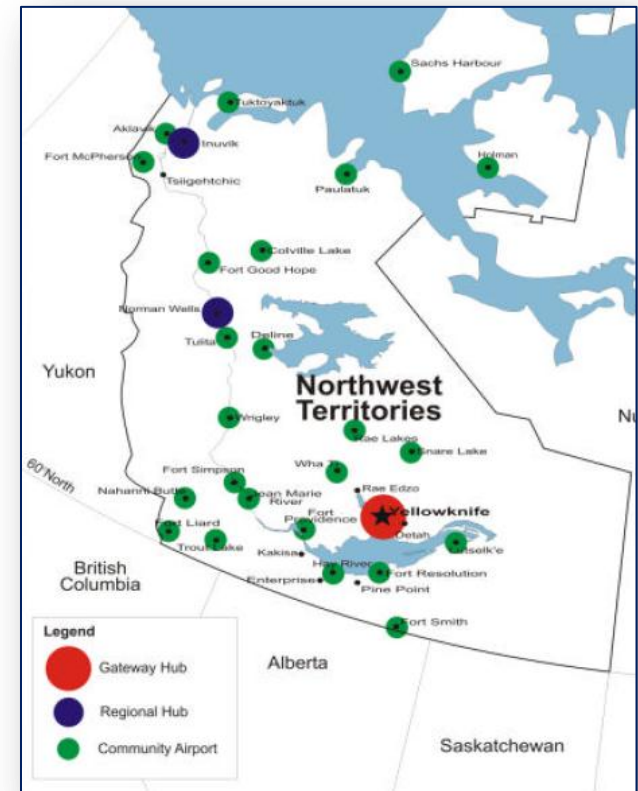 Sachs Harbour
Tuktoyaktuk
Aklavik
Inuvik
Holman
Fort McPherson
Tsiigehtchic
Paulatuk
Colville Lake
Fort Good Hope
Norman Wells
Deline
Tulita
Yukon
Northwest
Territories
Nu
Wrigley
Rae Lakes
Snare Lake
60°North
Fort Simpson
Wha Ti
Nahanni Butte
Jean Marie
River
Rae Edzo
Fort
Providence
Yellowknife
Fort Liard
Detah
Trout Lake
Kakisa
Hay River
Fort Resolution
Enterprise
Pine Point
British
Columbia
Fort Smith
Alberta
Saskatchewan
Legend
Gateway Hub
Regional Hub
Community Airport